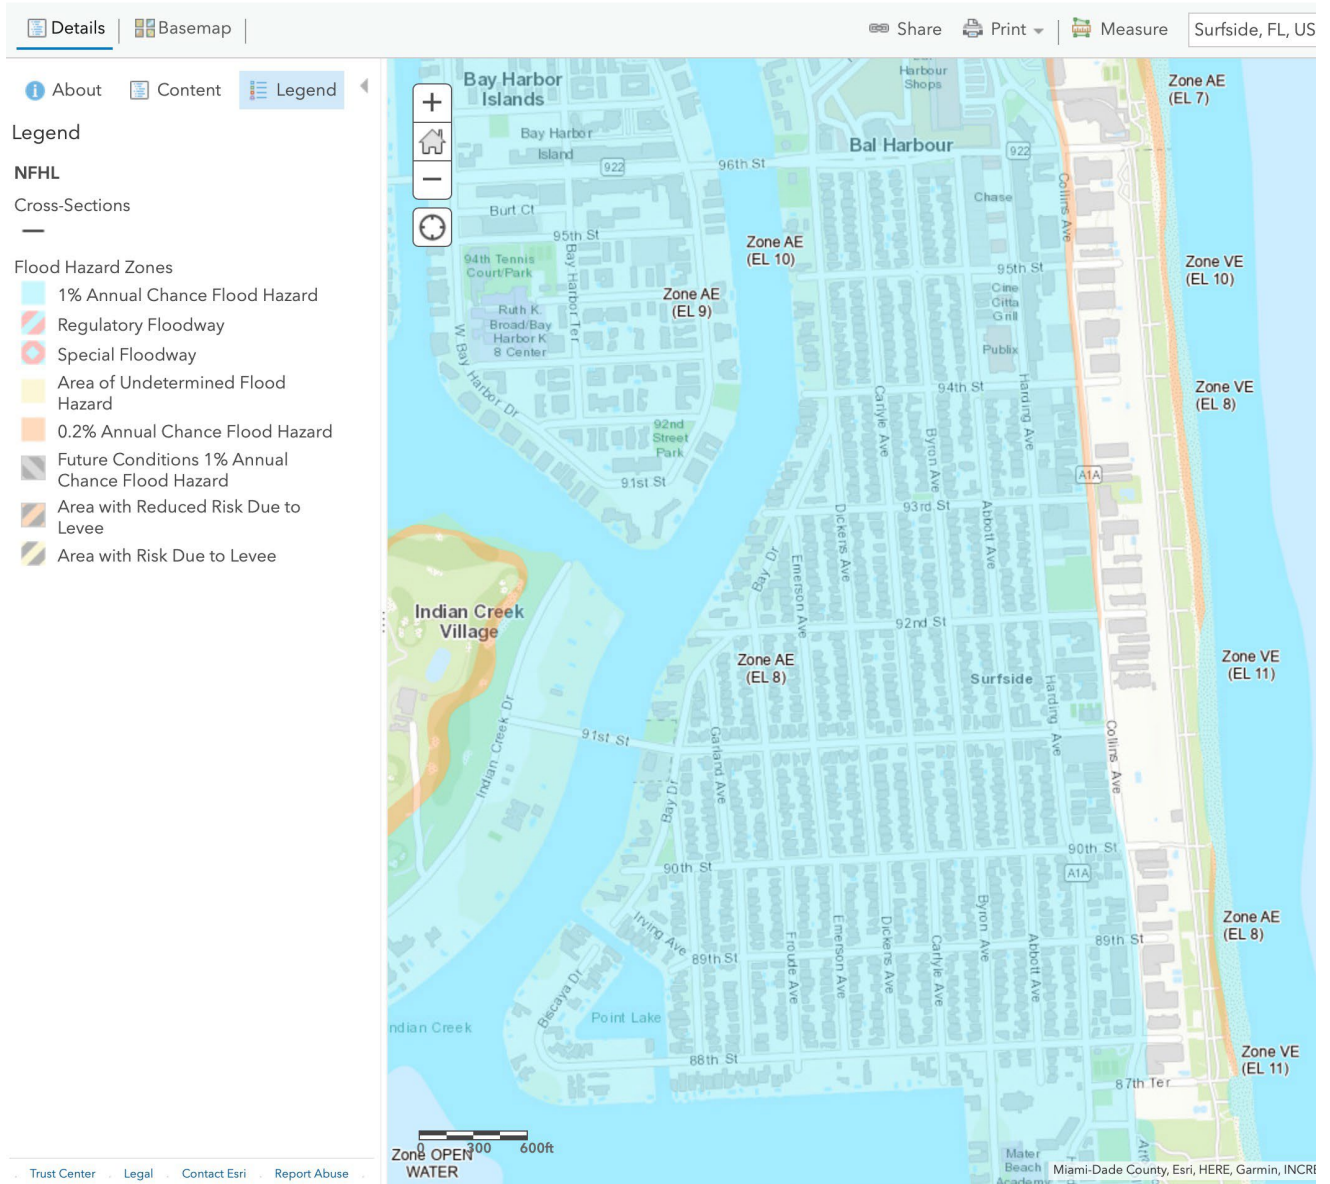 Details
Basemap
Share
Print
Measure
Surfside, FL, US
About
Content
Legend
Legend
NFHL
Cross-Sections
Flood Hazard Zones
1% Annual Chance Flood Hazard
Regulatory Floodway
Special Floodway
Area of Undetermined Flood
Hazard
0.2% Annual Chance Flood Hazard
Future Conditions 1% Annual
Chance Flood Hazard
Area with Reduced Risk Due to
Levee
Area with Risk Due to Levee
Trust Center
Legal
Contact Esri
Report Abuse
Bay Harbor
Islands
Harbour
Shops
Zone AE
(EL 7)
Bay Harbor
Island
922
96th St
Bal Harbour
922
Collins Ave
Chase
Burt Ct
95th St
Bay Harbor Ter
94th Tennis
Court/Park
Zone AE
(EL 10)
Zone VE
(EL 10)
95th St
Cine
Citta
Grill
Zone AE
(EL 9)
Ruth K.
Broad/Bay
Harbor K
8 Center
W Bay Harbor Dr
Publix
94th St
Harding Ave
Carlyle Ave
Byron Ave
Zone VE
(EL 8)
92nd
Street
Park
91st St
A1A
93rd St
Dickens Ave
Abbott Ave
Bay Dr
Emerson Ave
Indian Creek
Village
92nd St
Zone AE
(EL 8)
Surfside
Zone VE
(EL 11)
Indian Creek Dr
91st St
Garland Ave
Harding Ave
Collins Ave
Bay Dr
90th St
90th St
A1A
Irving Ave
89th St
Froude Ave
Emerson Ave
Dickens Ave
Carlyle Ave
Byron Ave
Abbott Ave
89th St
Zone AE
(EL 8)
Biscaya Dr
Point Lake
ndian Creek
88th St
Zone VE
(EL 11)
87th Ter
0 300 600ft
Zone OPEN
WATER
Mater
Beach
Academy
Miami-Dade County, Esri, HERE, Garmin, INCRE